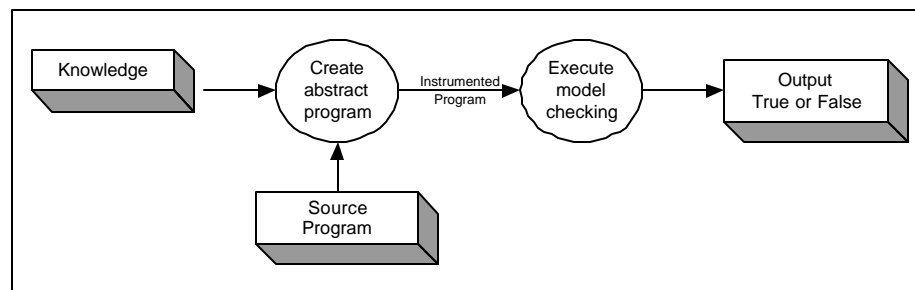 Knowledge
Create
abstract
program
Instrumented
Program
Execute
model
checking
Output
True or False
Source
Program